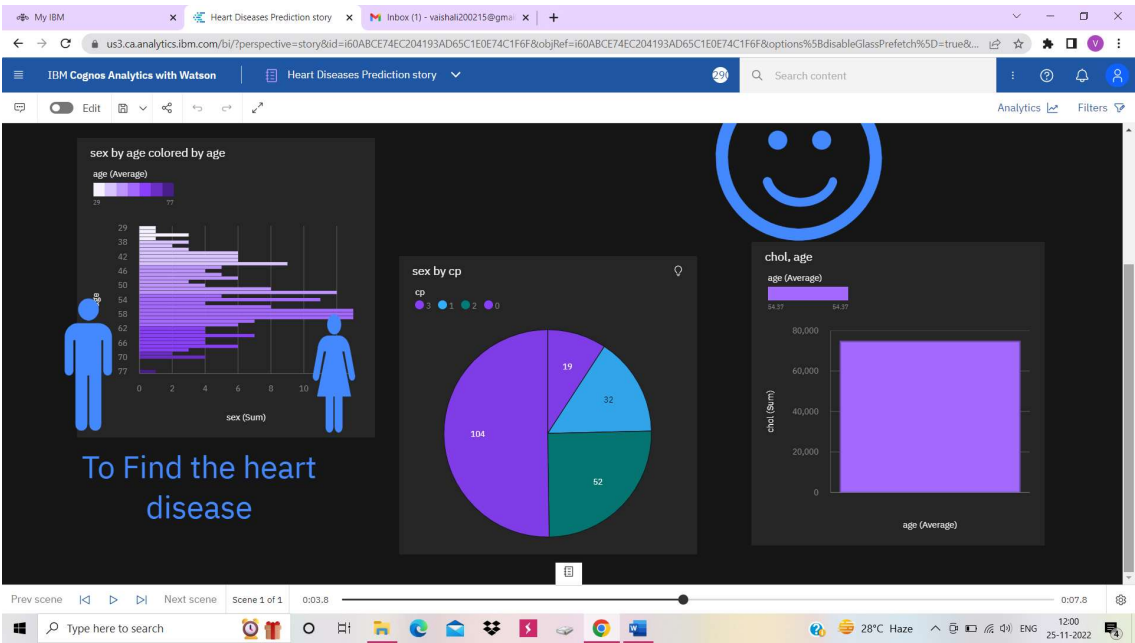 My IBM
Heart Diseases Prediction story
Inbox (1) - vaishali200215@gmai
us3.ca.analytics.ibm.com/bi/?perspective=story&id=i60ABCE74EC204193AD65C1E0E74C1F6F&objRef=i60ABCE74EC204193AD65C1E0E74C1F6F&options%5BdisableGlassPrefetch%5D=true&...
V
IBM Cognos Analytics with Watson
Heart Diseases Prediction story
290
Search content
Edit
Analytics
Filters
sex by age colored by age
age (Average)
29 77
29
38
42
46
50
54
58
62
66
70
77
0 2 4 6 8 10
sex (Sum)
To Find the heart
disease
sex by cp
cp
3 1 2 0
19
32
104
52
chol, age
age (Average)
54.37 54.37
80,000
60,000
40,000
20,000
0
chol (Sum)
age (Average)
Prev scene
Next scene
Scene 1 of 1
0:03.8
0:07.8
Type here to search
28°C Haze
ENG
12:00
25-11-2022
4